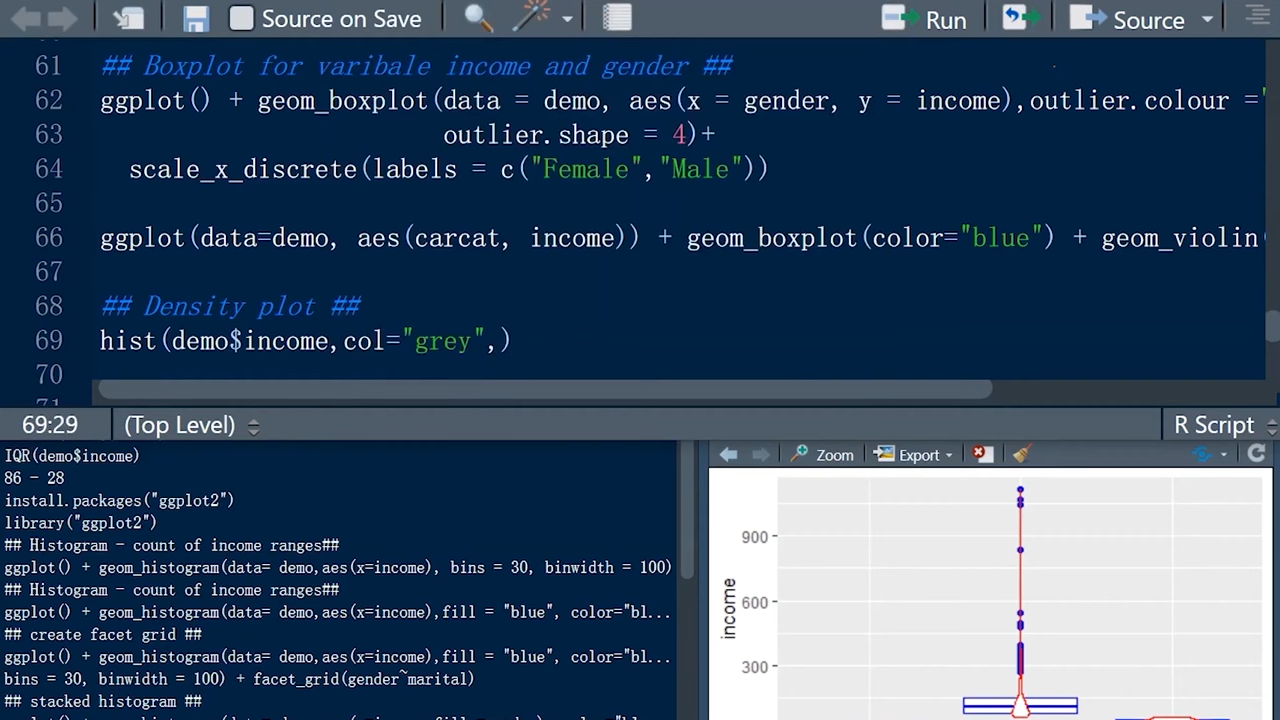 Source on Save Run Source
61 ## Boxplot for varibale income and gender ##
62 ggplot() + geom_boxplot(data = demo, aes(x = gender, y = income),outlier.colour ="
63 outlier.shape = 4)+
64 scale_x_discrete(labels = c("Female","Male"))
65
66 ggplot(data=demo, aes(carcat, income)) + geom_boxplot(color="blue") + geom_violin(
67
68 ## Density plot ##
69 hist(demo$income,col="grey",)
70
69:29 (Top Level) R Script
IQR(demo$income)
86 - 28
install.packages("ggplot2")
library("ggplot2")
## Histogram - count of income ranges##
ggplot() + geom_histogram(data= demo,aes(x=income), bins = 30, binwidth = 100)
## Histogram - count of income ranges##
ggplot() + geom_histogram(data= demo,aes(x=income),fill = "blue", color="bl...
## create facet grid ##
ggplot() + geom_histogram(data= demo,aes(x=income),fill = "blue", color="bl...
bins = 30, binwidth = 100) + facet_grid(gender~marital)
## stacked histogram ##
Zoom Export
900
600
300
income